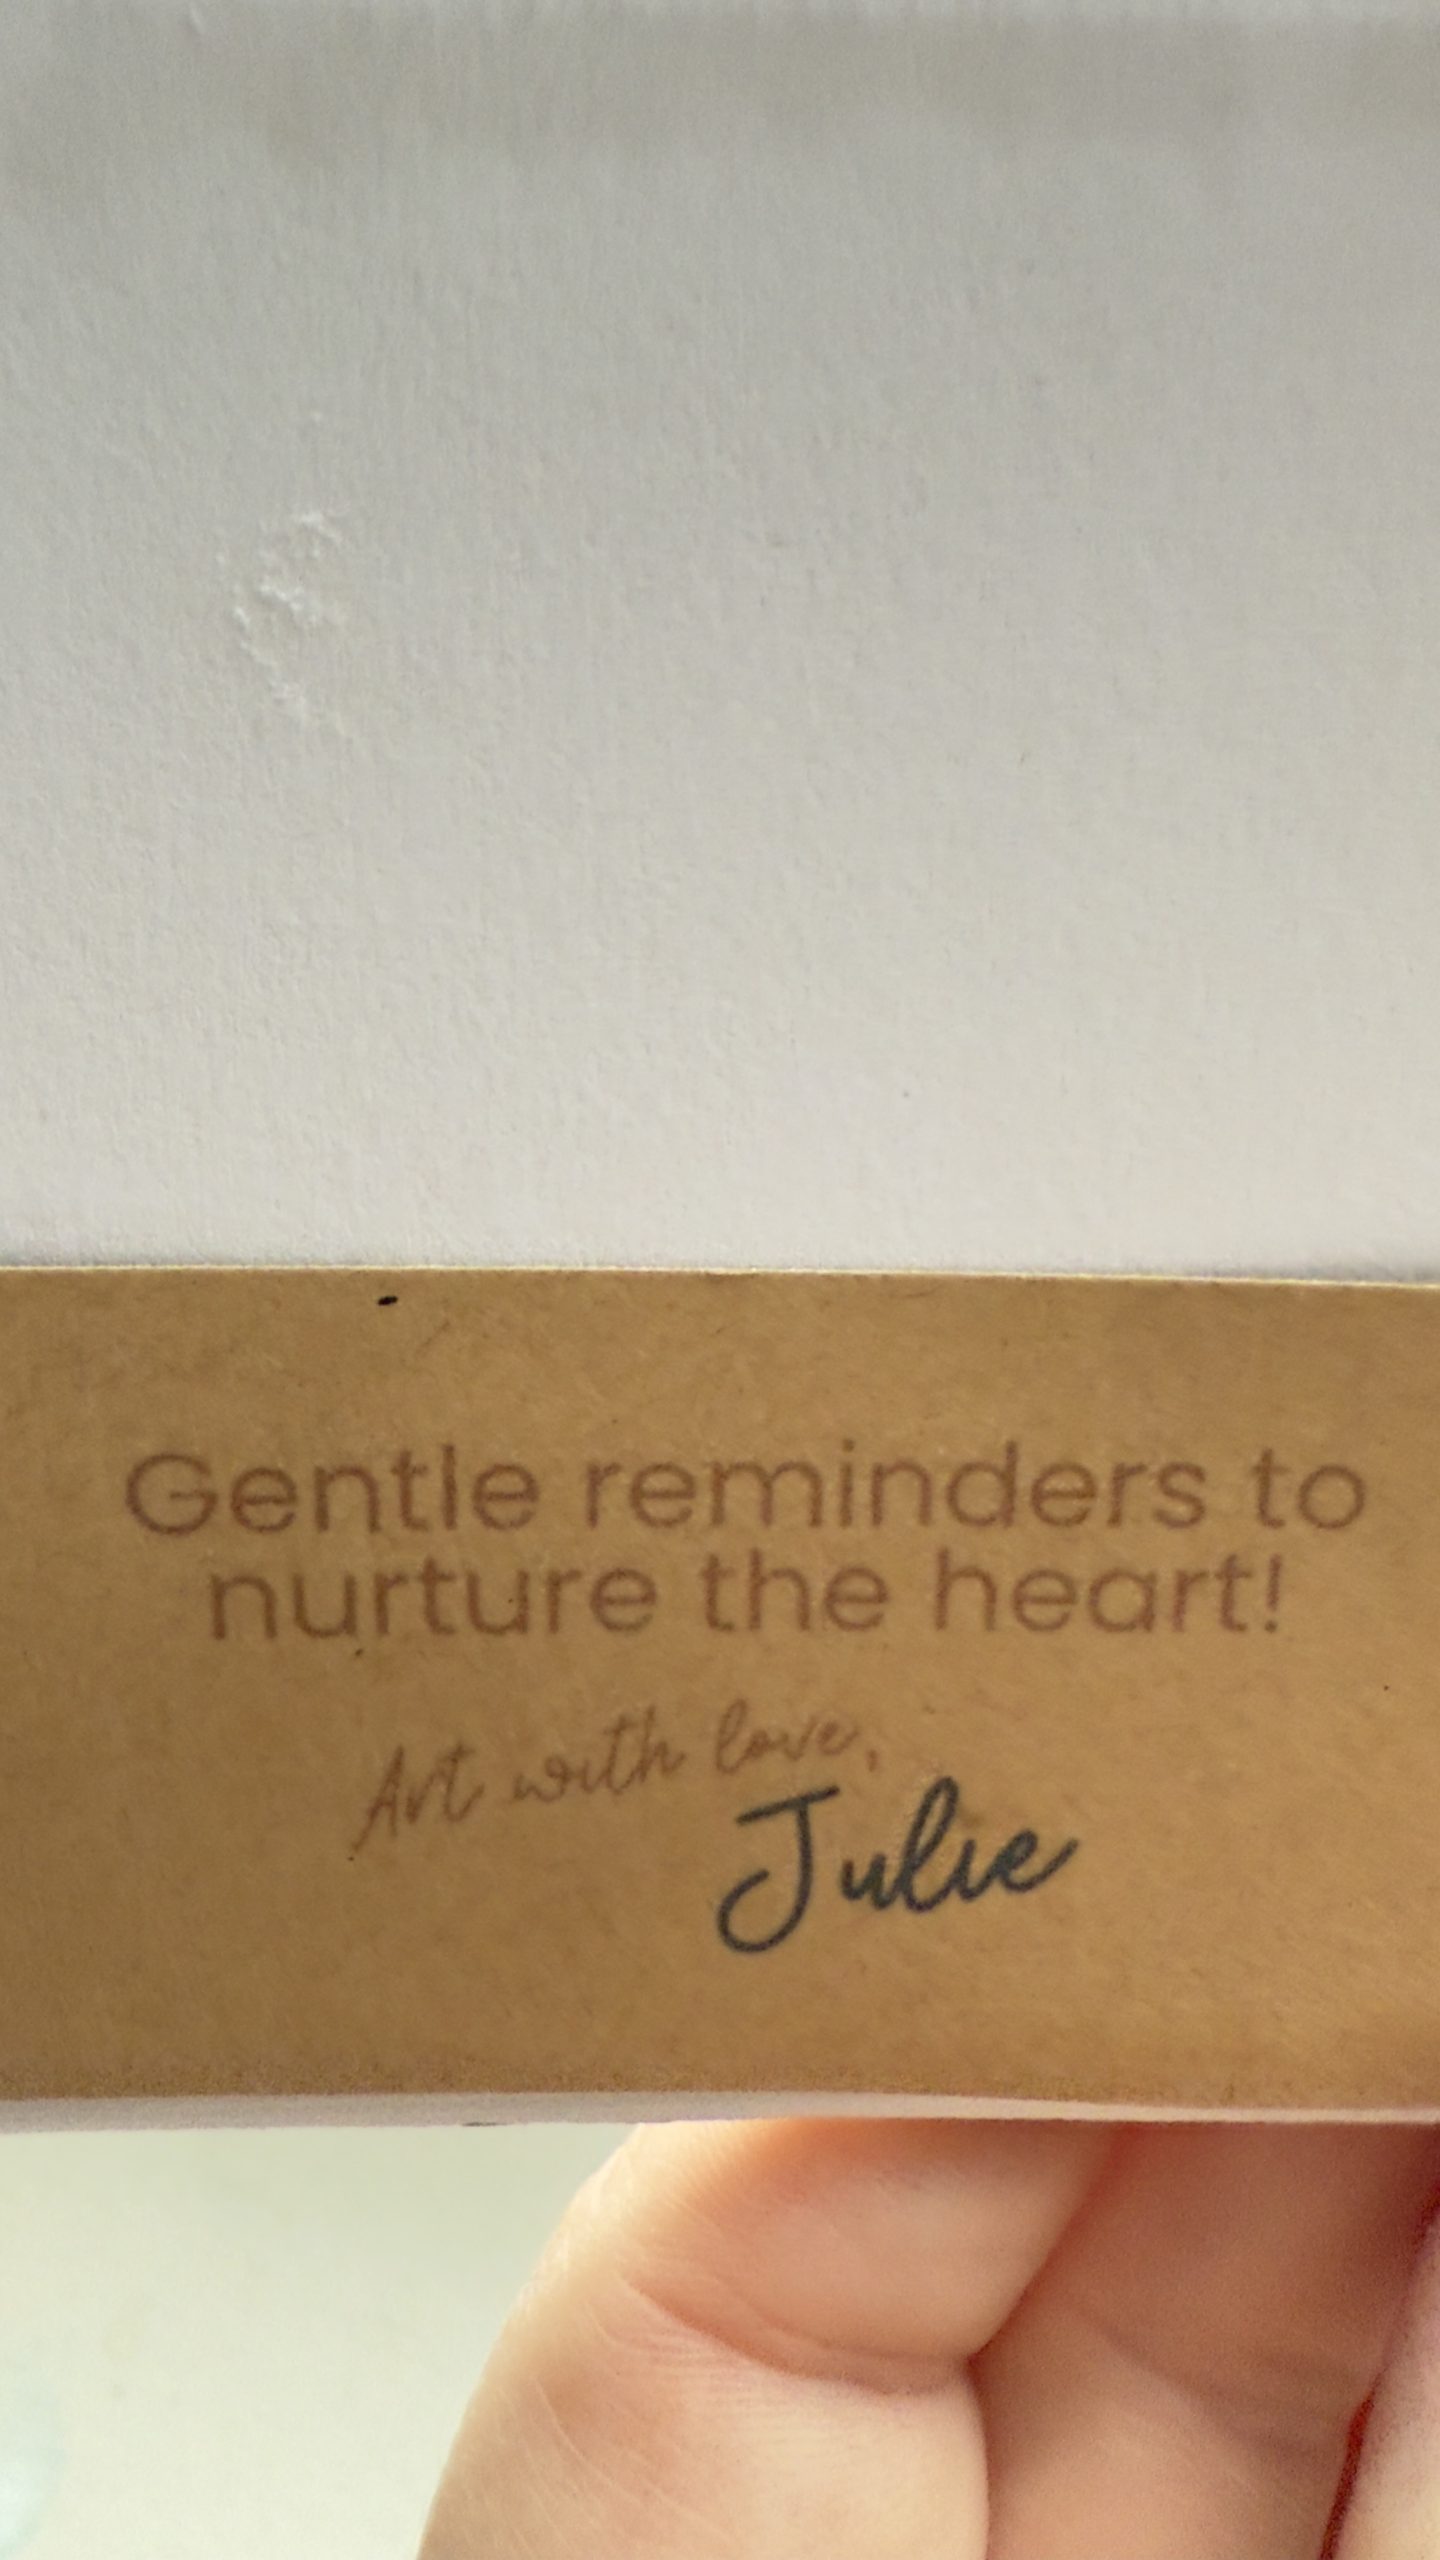 Gentle reminders to
nurture the heart!
Art with love,
Julie